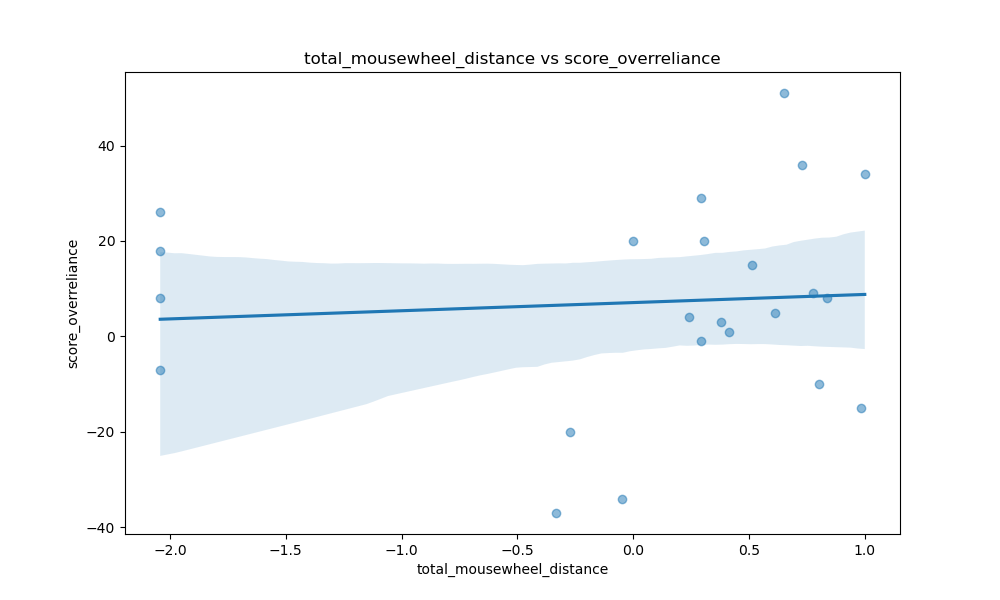 total_mousewheel_distance vs score_overreliance
score_overreliance
40
20
0
−20
−40
−2.0 −1.5 −1.0 −0.5 0.0 0.5 1.0
total_mousewheel_distance